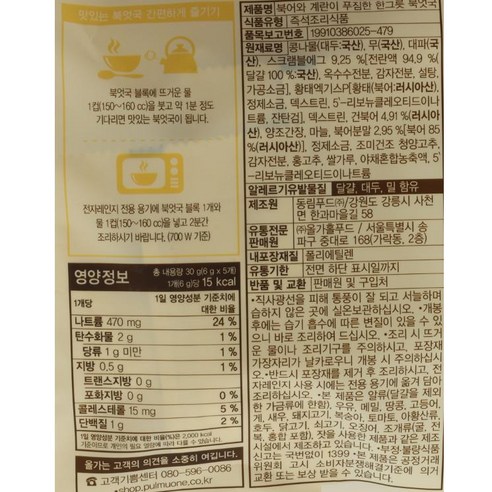 맛있는 북엇국 간편하게 즐기기
북엇국 블록에 뜨거운 물
1컵(150~160 cc)을 붓고 약 1분 정도
기다리면 맛있는 북엇국이 됩니다.
전자레인지 전용 용기에 북엇국 블록 1개와
물 1컵(150~160 cc)을 넣고 2분간
조리하시기 바랍니다. (700 W 기준)
영양정보
총 내용량 30 g(6 g x 5개)
1개(6 g)당 15 kcal
1개당
1일 영양성분 기준치에
대한 비율
나트륨 470 mg 24 %
탄수화물 2 g 1 %
당류 1 g 미만 1 %
지방 0.5 g 1 %
트랜스지방 0 g
포화지방 0 g 0 %
콜레스테롤 15 mg 5 %
단백질 1 g 2 %
1일 영양성분 기준치에 대한 비율(%)은 2,000 kcal
기준이므로 개인의 필요 열량에 따라 다를 수 있습니다.
올가는 고객의 의견을 소중히 여깁니다.
고객기쁨센터 080-596-0086
shop.pulmuone.co.kr
제품명 북어와 계란이 푸짐한 한그릇 북엇국
식품유형 즉석조리식품
품목보고번호 19910386025-479
원재료명 콩나물(대두:국산), 무(국산), 대파(국
산), 스크램블에그 9.25 %[전란액 94.9 %
(달걀 100 %:국산), 옥수수전분, 감자전분, 설탕,
가공소금], 황태엑기스P[황태(북어:러시아산),
정제소금, 덱스트린, 5'-리보뉴클레오티드이나
트륨, 잔탄검], 덱스트린, 건북어 4.91 %(러시아
산), 양조간장, 마늘, 북어분말 2.95 %[북어 85
%(러시아산)], 정제소금, 조미건조 청양고추,
감자전분, 홍고추, 쌀가루, 야채혼합농축액, 5'
-리보뉴클레오티드이나트륨
알레르기유발물질 달걀, 대두, 밀 함유
제조원 동림푸드㈜/강원도 강릉시 사천
면 한과마을길 58
유통전문 ㈜올가홀푸드 / 서울특별시 송
판매원 파구 중대로 168(가락동, 2층)
내포장재질 폴리에틸렌
유통기한 전면 하단 표시일까지
반품 및 교환 판매원 및 구입처
•직사광선을 피해 통풍이 잘 되고 서늘하며
습하지 않은 곳에 실온보관하십시오. •개봉
후에는 습기 흡수에 따른 변질이 있을 수 있
으니 바로 조리하여 드십시오. •조리 시 뜨거
운 물이나 조리기구를 주의하시고, 포장재
가장자리가 날카로우니 개봉 시 주의하십시
오. •반드시 포장재를 제거 후 조리하시고, 전
자레인지 사용 시에는 전용 용기에 옮겨 담아
조리하십시오. •본 제품은 알류(달걀을 제외
한 가금류에 한함), 우유, 메밀, 땅콩, 고등어,
게, 새우, 돼지고기, 복숭아, 토마토, 아황산류,
호두, 닭고기, 쇠고기, 오징어, 조개류(굴, 전
복, 홍합 포함), 잣을 사용한 제품과 같은 제조
시설에서 제조하고 있습니다. •부정·불량식품
신고는 국번없이 1399 •본 제품은 공정거래
위원회 고시 소비자분쟁해결기준에 의거
교환 또는 보상 받을 수 있습니다.